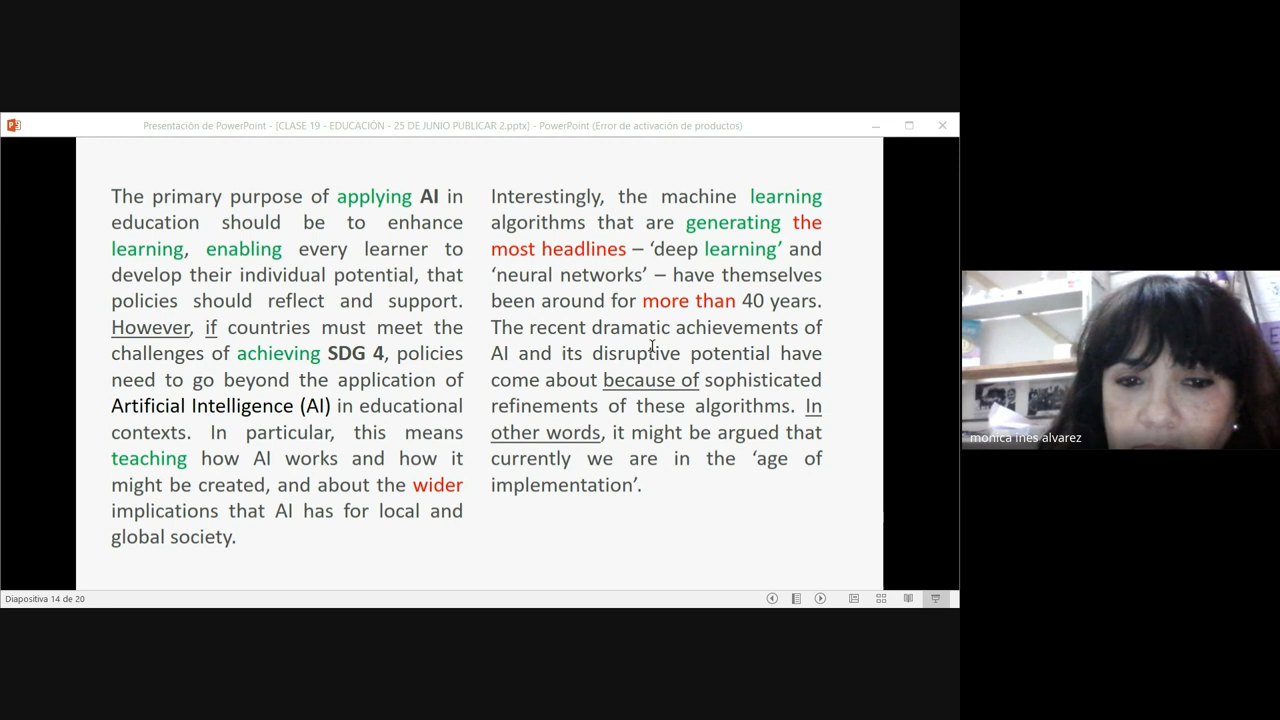 Presentación de PowerPoint - [CLASE 19 - EDUCACIÓN - 25 DE JUNIO PUBLICAR 2.pptx] - PowerPoint (Error de activación de productos)
The primary purpose of applying AI in
education should be to enhance
learning, enabling every learner to
develop their individual potential, that
policies should reflect and support.
However, if countries must meet the
challenges of achieving SDG 4, policies
need to go beyond the application of
Artificial Intelligence (AI) in educational
contexts. In particular, this means
teaching how AI works and how it
might be created, and about the wider
implications that AI has for local and
global society.
Interestingly, the machine learning
algorithms that are generating the
most headlines – ‘deep learning’ and
‘neural networks’ – have themselves
been around for more than 40 years.
The recent dramatic achievements of
AI and its disruptive potential have
come about because of sophisticated
refinements of these algorithms. In
other words, it might be argued that
currently we are in the ‘age of
implementation’.
monica ines alvarez
Diapositiva 14 de 20